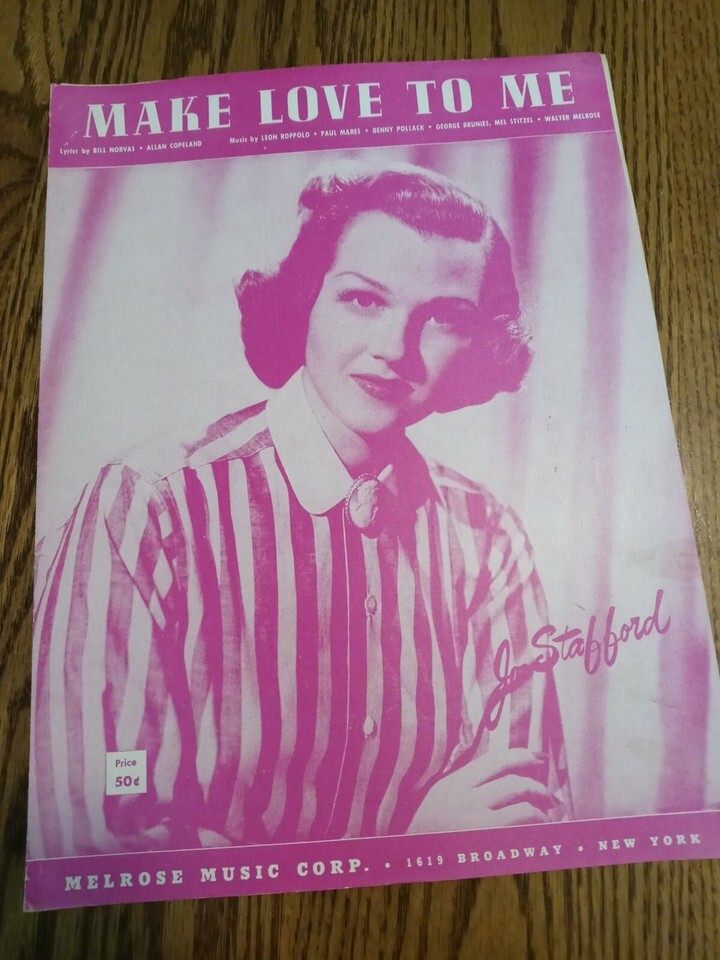 MAKE LOVE TO ME
Lyrics by BILL NORVAS • ALLAN COPELAND Music by LEON ROPPOLO • PAUL MARES • BENNY POLLACK • GEORGE BRUNIES, MEL STITZEL • WALTER MELROSE
Jo Stafford
Price
50¢
MELROSE MUSIC CORP. • 1619 BROADWAY • NEW YORK